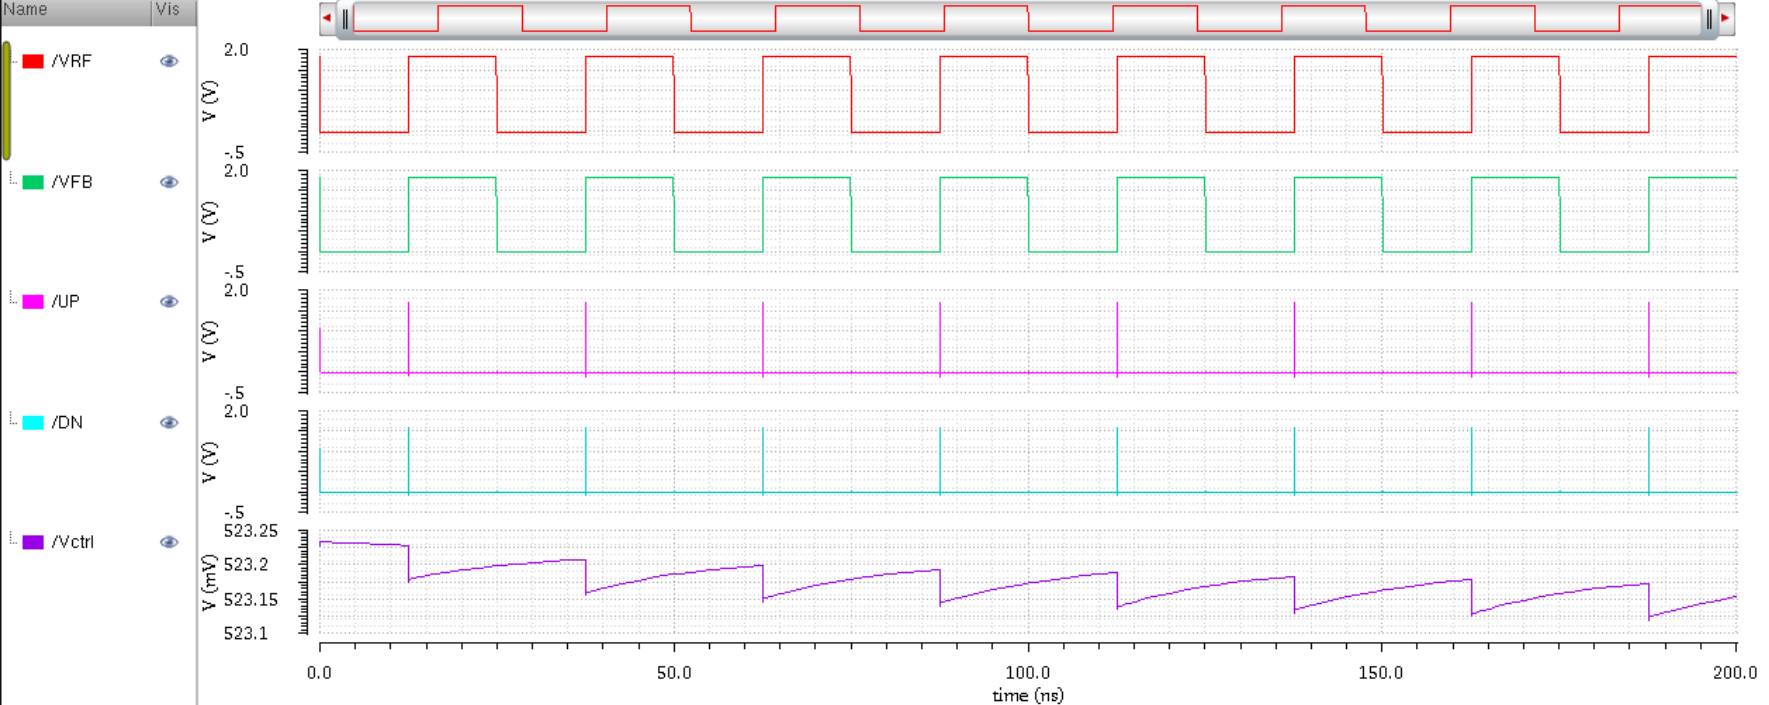 Name Vis
/VRF
2.0
V (V)
-.5
/VFB
2.0
V (V)
-.5
/UP
2.0
V (V)
-.5
/DN
2.0
V (V)
-.5
/Vctrl
523.25
523.2
523.15
523.1
V (mV)
0.0 50.0 100.0 150.0 200.0
time (ns)